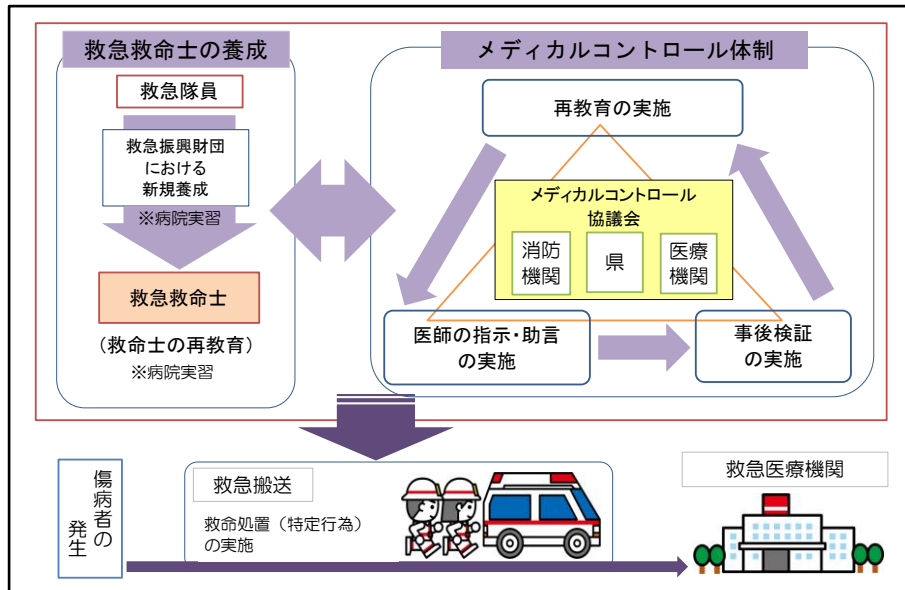 救急救命士の養成
救急隊員
救急振興財団
における
新規養成
※病院実習
救急救命士
(救命士の再教育)
※病院実習
メディカルコントロール体制
再教育の実施
メディカルコントロール
協議会
消防
機関
県
医療
機関
医師の指示・助言
の実施
事後検証
の実施
傷病者の
発生
救急搬送
救命処置（特定行為）
の実施
救急医療機関